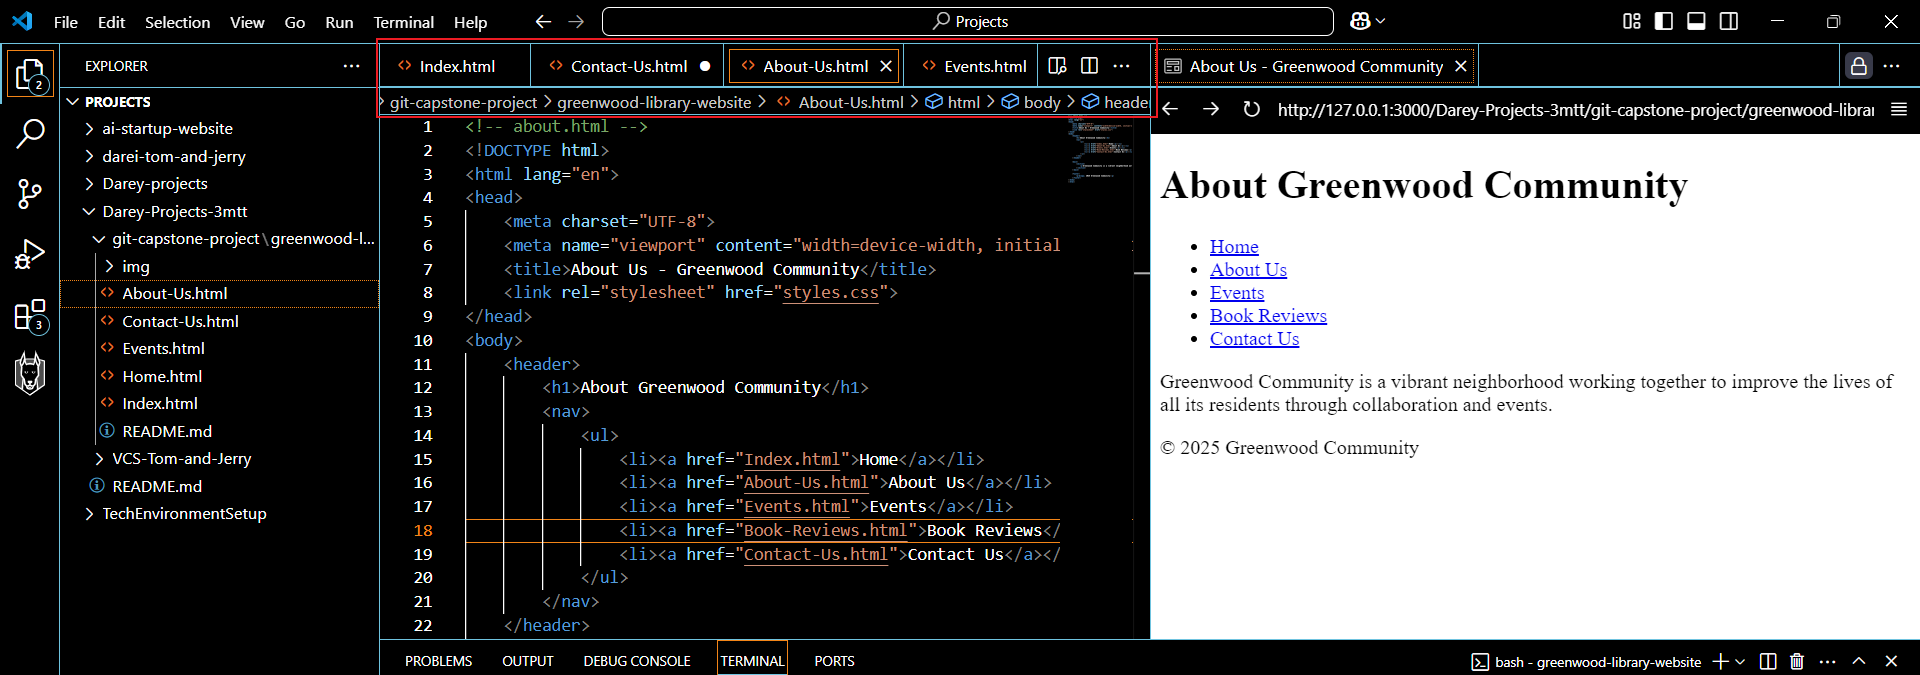 File Edit Selection View Go Run Terminal Help Projects
EXPLORER
2
PROJECTS
ai-startup-website
darei-tom-and-jerry
Darey-projects
Darey-Projects-3mtt
git-capstone-project\greenwood-l...
img
About-Us.html
Contact-Us.html
Events.html
Home.html
Index.html
README.md
VCS-Tom-and-Jerry
README.md
TechEnvironmentSetup
3
Index.html Contact-Us.html About-Us.html Events.html
git-capstone-project > greenwood-library-website > About-Us.html > html > body > heade
1 <!-- about.html -->
2 <!DOCTYPE html>
3 <html lang="en">
4 <head>
5 <meta charset="UTF-8">
6 <meta name="viewport" content="width=device-width, initial
7 <title>About Us - Greenwood Community</title>
8 <link rel="stylesheet" href="styles.css">
9 </head>
10 <body>
11 <header>
12 <h1>About Greenwood Community</h1>
13 <nav>
14 <ul>
15 <li><a href="Index.html">Home</a></li>
16 <li><a href="About-Us.html">About Us</a></li>
17 <li><a href="Events.html">Events</a></li>
18 <li><a href="Book-Reviews.html">Book Reviews</
19 <li><a href="Contact-Us.html">Contact Us</a></
20 </ul>
21 </nav>
22 </header>
About Us - Greenwood Community
http://127.0.0.1:3000/Darey-Projects-3mtt/git-capstone-project/greenwood-librar
About Greenwood Community
• Home
• About Us
• Events
• Book Reviews
• Contact Us
Greenwood Community is a vibrant neighborhood working together to improve the lives of
all its residents through collaboration and events.
© 2025 Greenwood Community
PROBLEMS OUTPUT DEBUG CONSOLE TERMINAL PORTS
bash - greenwood-library-website